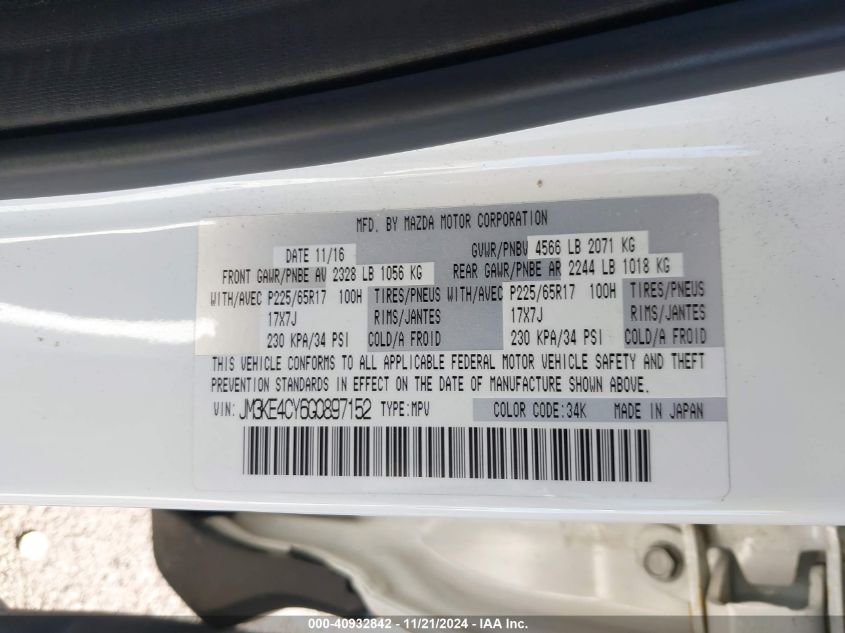 MFD. BY MAZDA MOTOR CORPORATION
DATE 11/16 GVWR/PNBV 4566 LB 2071 KG
FRONT GAWR/PNBE AV 2328 LB 1056 KG REAR GAWR/PNBE AR 2244 LB 1018 KG
WITH/AVEC P225/65R17 100H TIRES/PNEUS WITH/AVEC P225/65R17 100H TIRES/PNEUS
17X7J RIMS/JANTES 17X7J RIMS/JANTES
230 KPA/34 PSI COLD/A FROID 230 KPA/34 PSI COLD/A FROID
THIS VEHICLE CONFORMS TO ALL APPLICABLE FEDERAL MOTOR VEHICLE SAFETY AND THEFT
PREVENTION STANDARDS IN EFFECT ON THE DATE OF MANUFACTURE SHOWN ABOVE.
VIN: JM3KE4CY6G0897152 TYPE:MPV COLOR CODE:34K MADE IN JAPAN
000-40932842 - 11/21/2024 - IAA Inc.